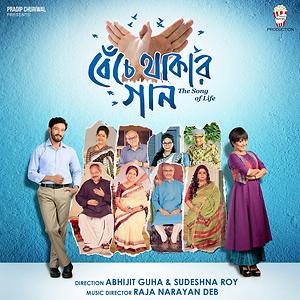 PRADIP CHURIWAL
PRESENTS
PRODUCTION
বেঁচে থাকার
গান
The Song
of Life
DIRECTION ABHIJIT GUHA & SUDESHNA ROY
MUSIC DIRECTOR RAJA NARAYAN DEB